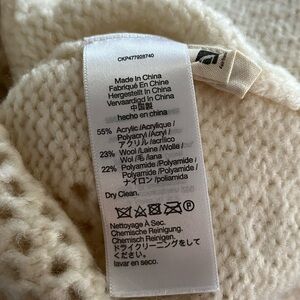 CKP477928740
Made In China
Fabriqué En Chine
Hergestellt In China
Vervaardigd In China
中国製
hecho en china
55% Acrylic /Acrylique /
Polyacryl /Acryl /
アクリル /acrílico
23% Wool /Laine /Wolle /
Wol /毛 /lana
22% Polyamide /Polyamide /
Polyamid /Polyamide /
ナイロン /poliamida
Dry Clean.
Nettoyage À Sec.
Chemische Reinigung.
Chemische Reiniging.
ドライクリーニングをして
ください。
lavar en seco.